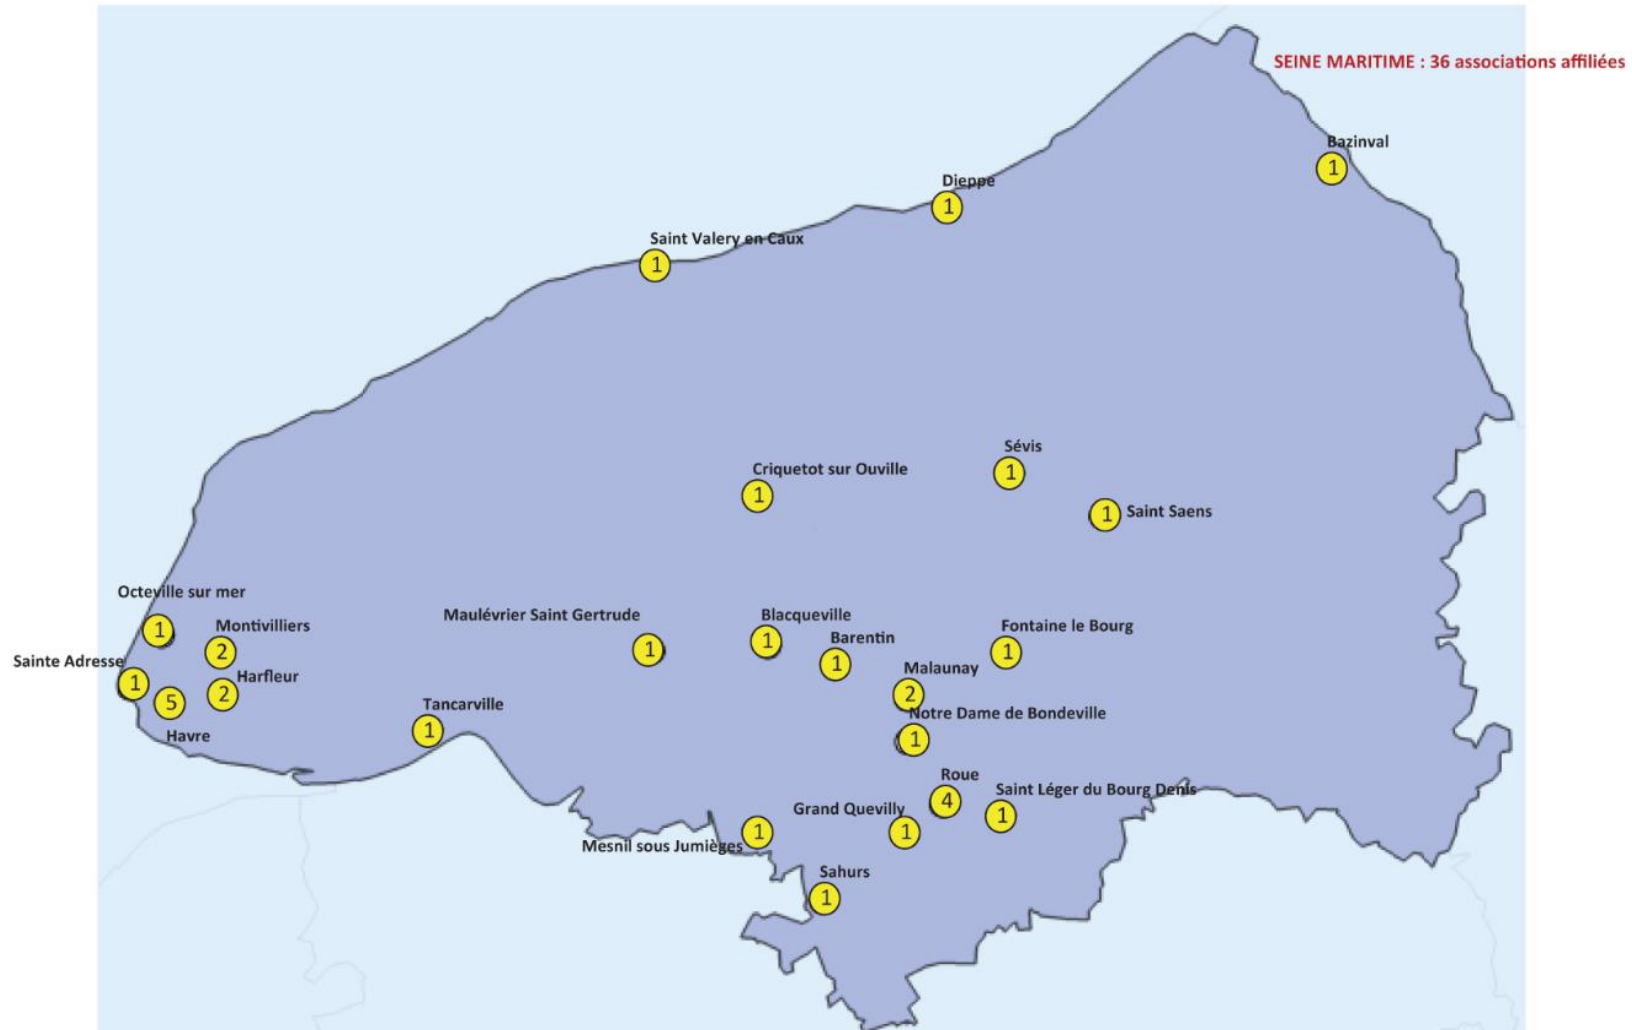 SEINE MARITIME : 36 associations affiliées
Bazinval
1
Dieppe
1
Saint Valery en Caux
1
Sévis
1
Criquetot sur Ouville
1
Saint Saens
1
Octeville sur mer
1
Montivilliers
2
Maulévrier Saint Gertrude
1
Blacqueville
1
Barentin
1
Fontaine le Bourg
1
Sainte Adresse
1
Harfleur
2
5
Havre
Malaunay
2
Tancarville
1
Notre Dame de Bondeville
1
Roue
4
Saint Léger du Bourg Denis
1
Grand Quevilly
1
1
Mesnil sous Jumièges
Sahurs
1